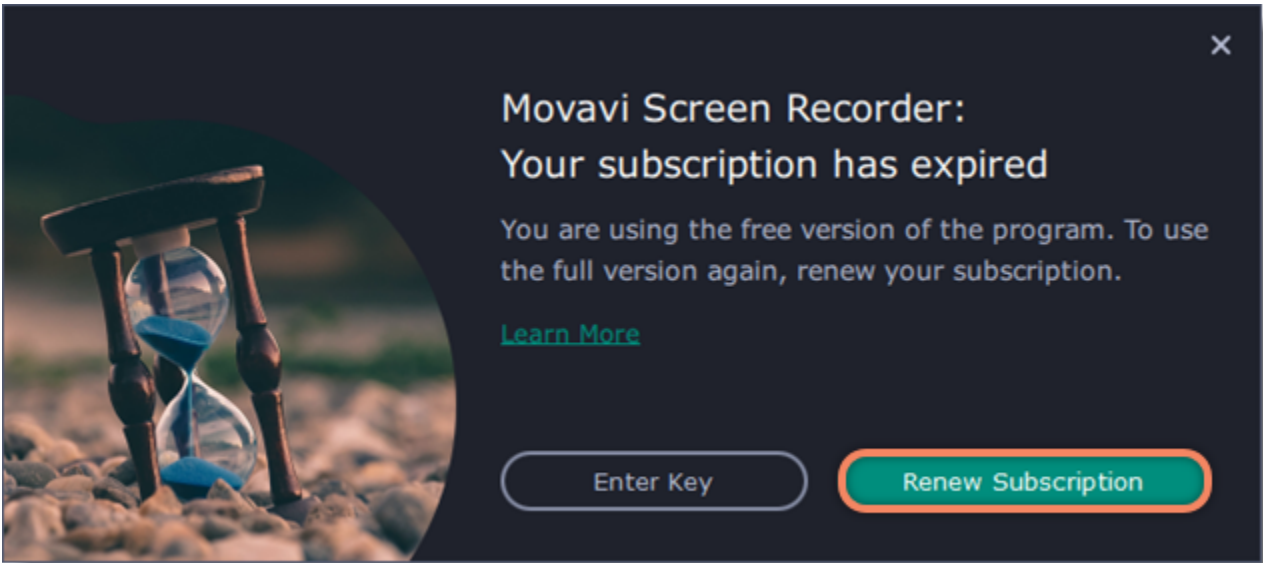 Movavi Screen Recorder:
Your subscription has expired
You are using the free version of the program. To use
the full version again, renew your subscription.
Learn More
Enter Key
Renew Subscription